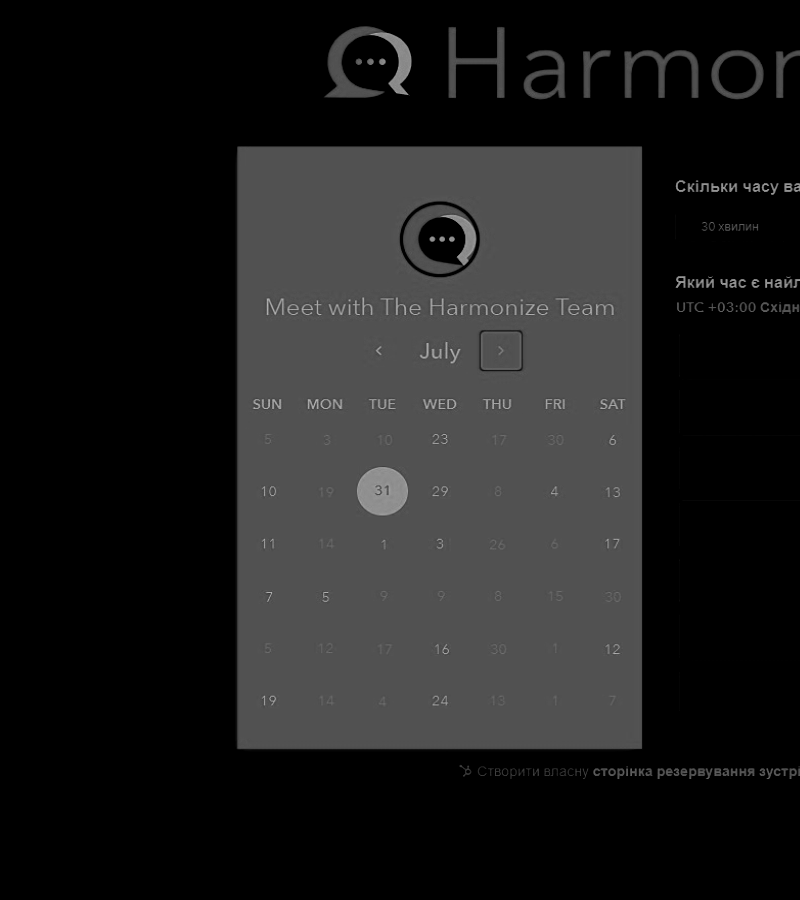 Harmon
Meet with The Harmonize Team
July
SUN MON TUE WED THU FRI SAT
5 3 10 23 17 30 6
10 19 31 29 8 4 13
11 14 1 3 26 6 17
7 5 9 9 8 15 30
5 12 17 16 30 1 12
19 14 4 24 13 1 7
Скільки часу ва
30 хвилин
Який час є найл
UTC +03:00 Східн
Створити власну сторінка резервування зустрі